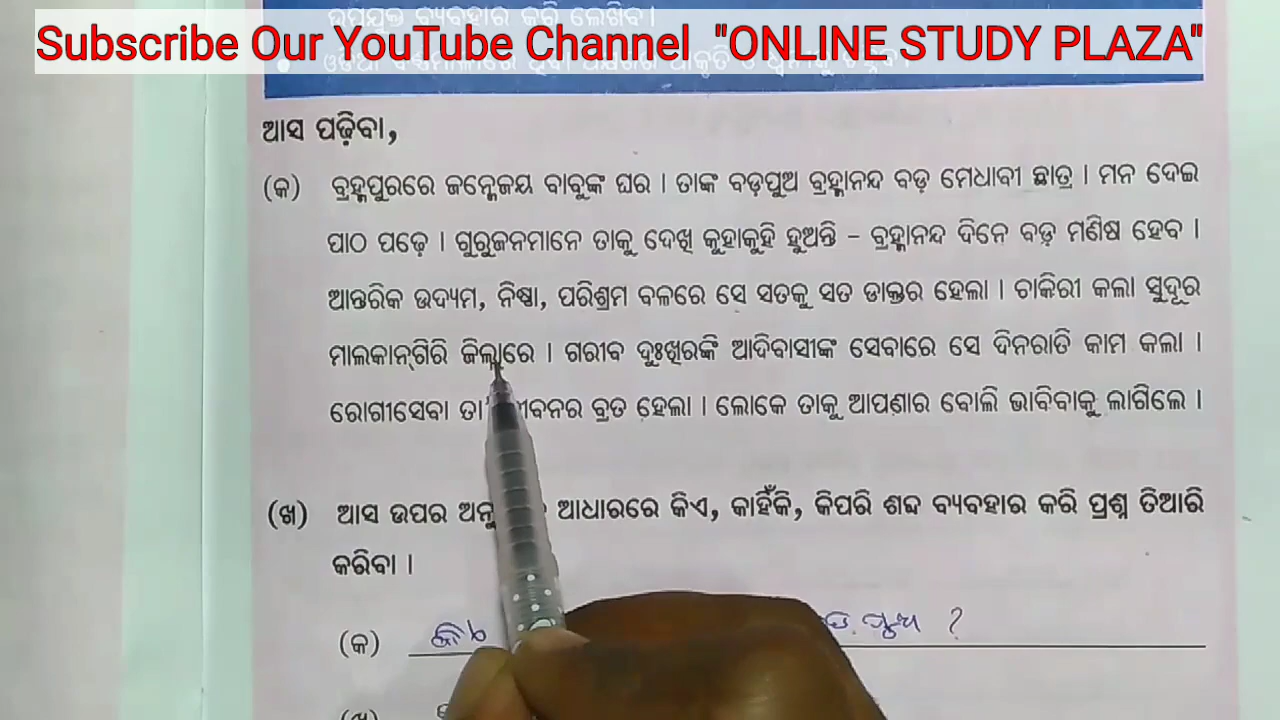 ଉପଯୁକ୍ତ ବ୍ୟବହାର କରି ଲେଖିବା ।
Subscribe Our YouTube Channel "ONLINE STUDY PLAZA"
ଆସ ପଢ଼ିବା,
(କ) ବ୍ରହ୍ମପୁରରେ ଜନ୍ମେଜୟ ବାବୁଙ୍କ ଘର । ତାଙ୍କ ବଡ଼ପୁଅ ବ୍ରହ୍ମାନନ୍ଦ ବଡ଼ ମେଧାବୀ ଛାତ୍ର । ମନ ଦେଇ
ପାଠ ପଢ଼େ । ଗୁରୁଜନମାନେ ତାକୁ ଦେଖି କୁହାକୁହି ହୁଅନ୍ତି – ବ୍ରହ୍ମାନନ୍ଦ ଦିନେ ବଡ଼ ମଣିଷ ହେବ ।
ଆନ୍ତରିକ ଉଦ୍ୟମ, ନିଷ୍ଠା, ପରିଶ୍ରମ ବଳରେ ସେ ସତକୁ ସତ ଡାକ୍ତର ହେଲା । ଚାକିରୀ କଲା ସୁଦୂର
ମାଲକାନ୍‌ଗିରି ଜିଲ୍ଲାରେ । ଗରୀବ ଦୁଃଖିରଙ୍କି ଆଦିବାସୀଙ୍କ ସେବାରେ ସେ ଦିନରାତି କାମ କଲା ।
ରୋଗୀସେବା ବ୍ରତ ହେଲା । ଲୋକେ ତାକୁ ଆପଣାର ବୋଲି ଭାବିବାକୁ ଲାଗିଲେ ।
(ଖ) ଆସ ଉପର ଆଧାରରେ କିଏ, କାହିଁକି, କିପରି ଶବ୍ଦ ବ୍ୟବହାର କରି ପ୍ରଶ୍ନ ତିଆରି
କରିବା ।
(କ) କିଏ ପୁଅ ?